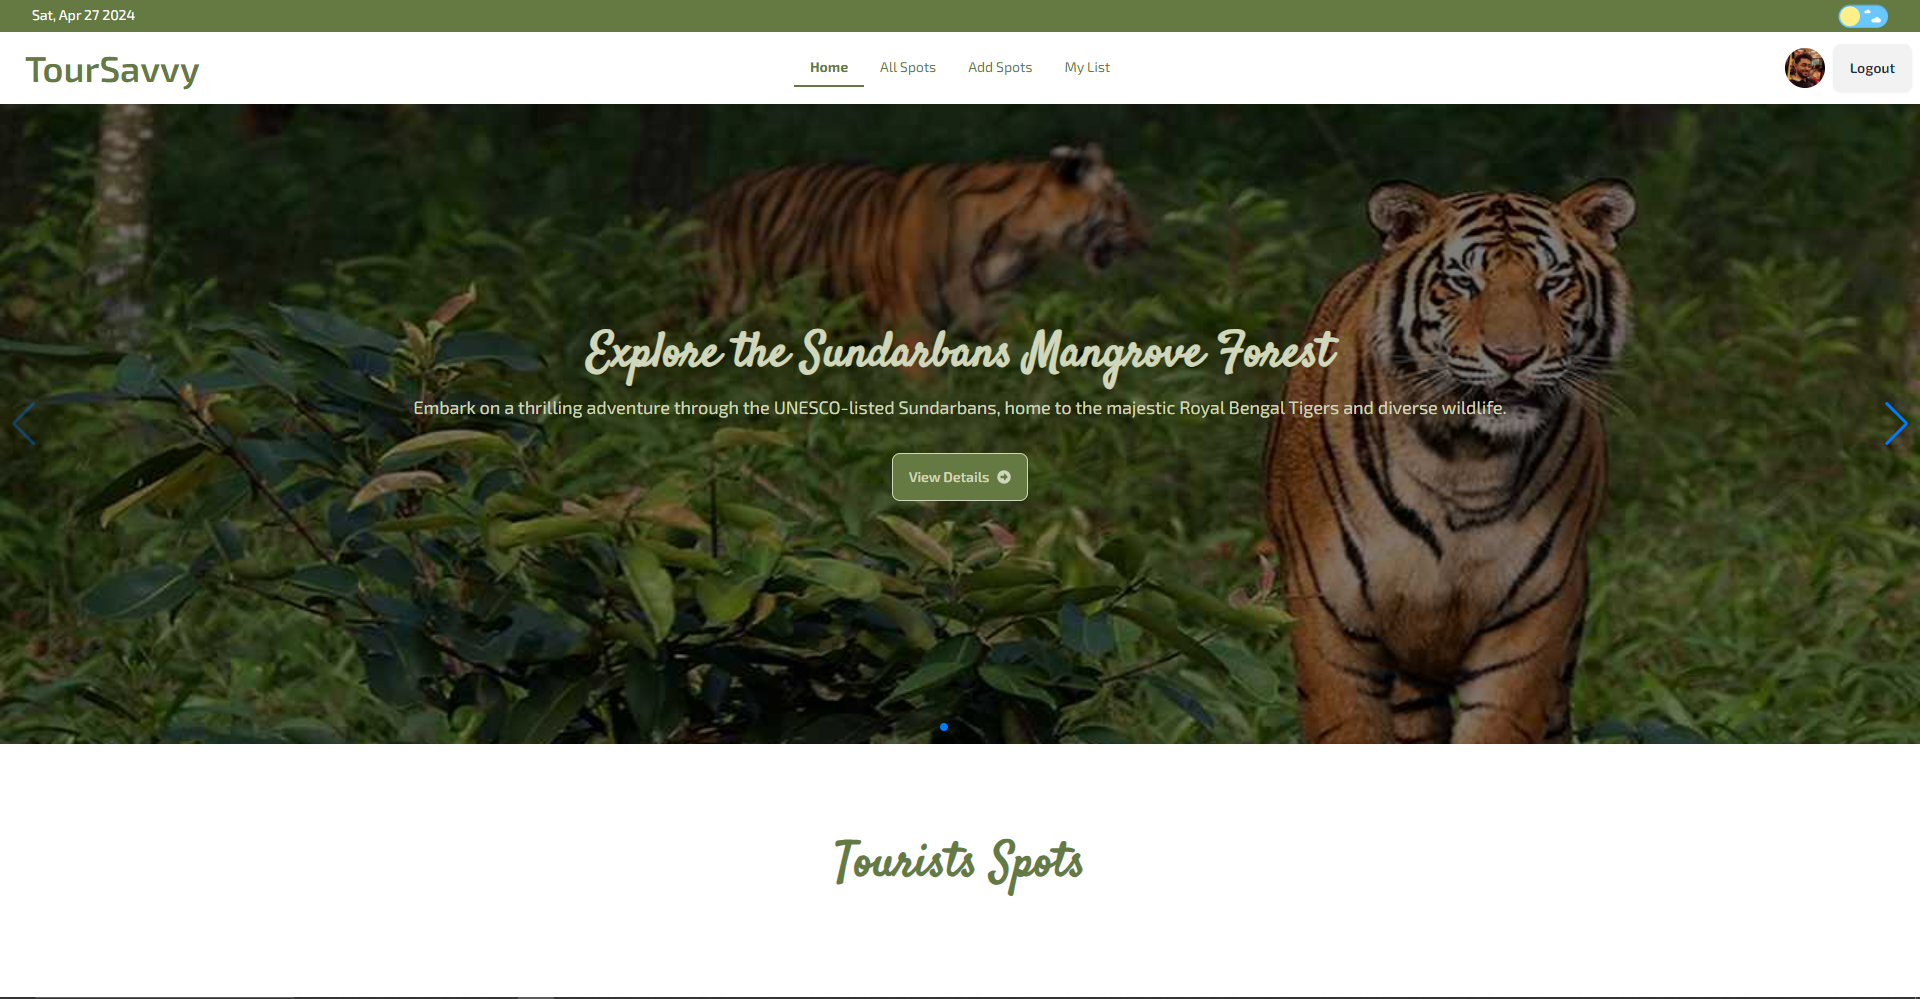 Sat, Apr 27 2024
TourSavvy
Home All Spots Add Spots My List
Logout
Explore the Sundarbans Mangrove Forest
Embark on a thrilling adventure through the UNESCO-listed Sundarbans, home to the majestic Royal Bengal Tigers and diverse wildlife.
View Details
Tourists Spots